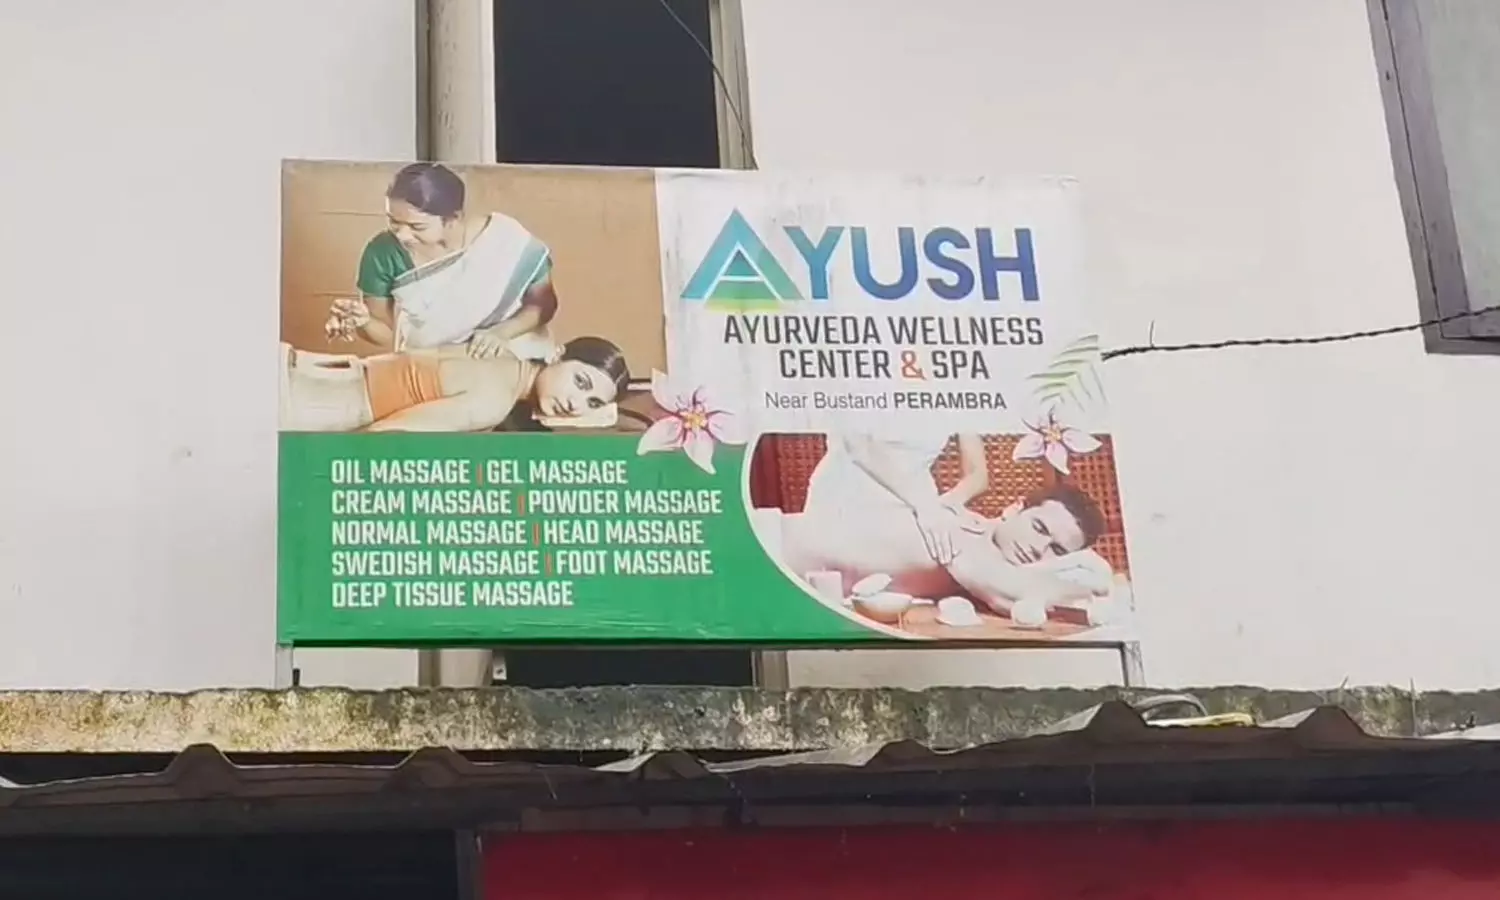 AYUSH
AYURVEDA WELLNESS
CENTER & SPA
Near Bustand PERAMBRA
OIL MASSAGE | GEL MASSAGE
CREAM MASSAGE | POWDER MASSAGE
NORMAL MASSAGE | HEAD MASSAGE
SWEDISH MASSAGE | FOOT MASSAGE
DEEP TISSUE MASSAGE